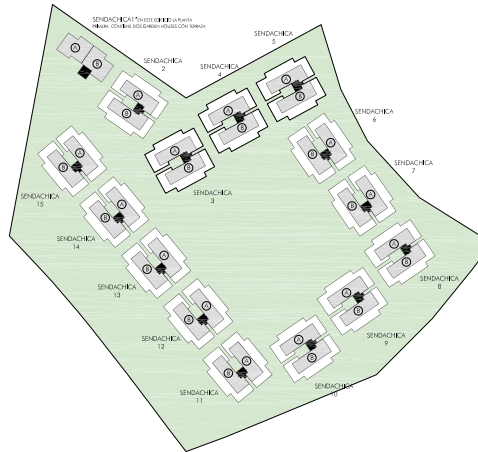 SENDACHICA1 *EN ESTE EDIFICIO LA PLANTA
PRIMERA CONTIENE DOS GARDEN HOUSES CON TERRAZA
SENDACHICA
5
SENDACHICA
2
SENDACHICA
4
A
B
A
B
A
B
A
B
SENDACHICA
6
A
B
A
B
SENDACHICA
3
SENDACHICA
7
A
B
SENDACHICA
15
A
B
A
B
SENDACHICA
14
A
B
SENDACHICA
8
A
B
SENDACHICA
13
A
B
SENDACHICA
9
A
B
SENDACHICA
12
A
B
SENDACHICA
10
A
B
SENDACHICA
11